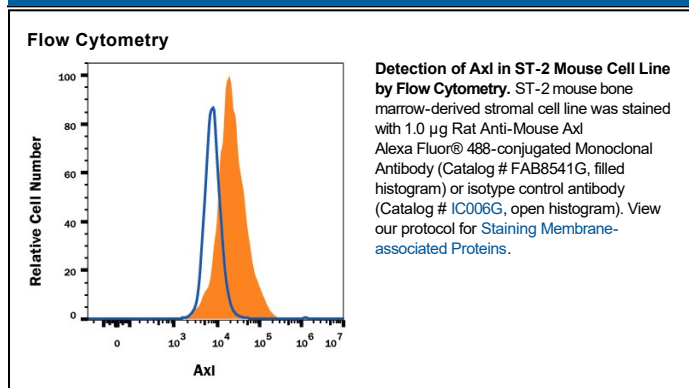 Flow Cytometry
Detection of Axl in ST-2 Mouse Cell Line
by Flow Cytometry. ST-2 mouse bone
marrow-derived stromal cell line was stained
with 1.0 µg Rat Anti-Mouse Axl
Alexa Fluor® 488-conjugated Monoclonal
Antibody (Catalog # FAB8541G, filled
histogram) or isotype control antibody
(Catalog # IC006G, open histogram). View
our protocol for Staining Membrane-
associated Proteins.
Relative Cell Number
100
80
60
40
20
0
0 10³ 10⁴ 10⁵ 10⁶ 10⁷
Axl